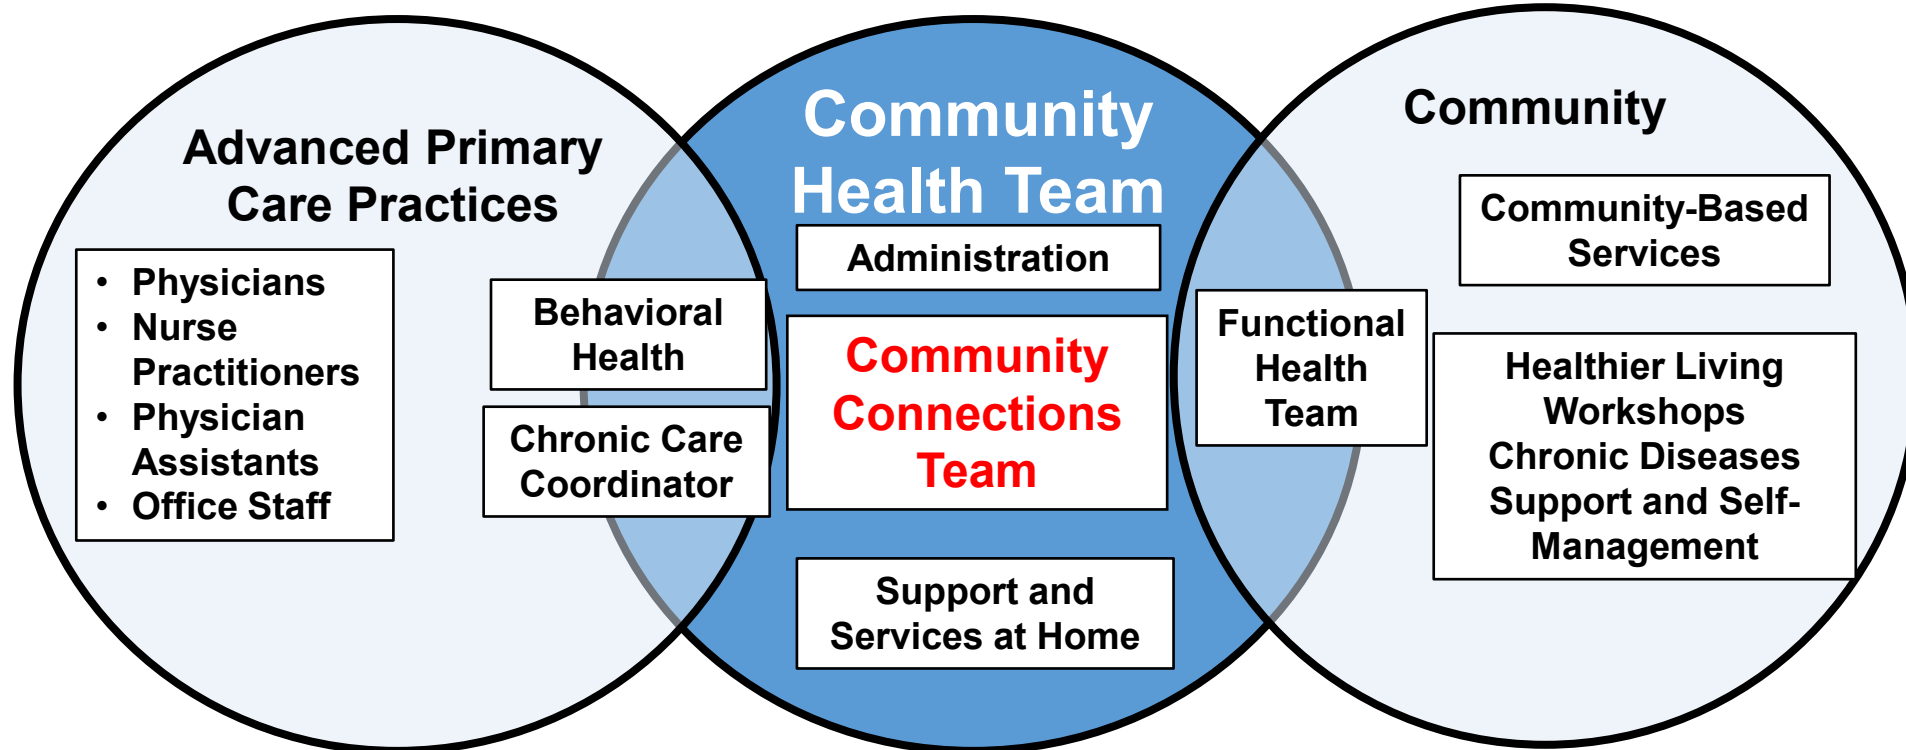 Advanced Primary
Care Practices
• Physicians
• Nurse
Practitioners
• Physician
Assistants
• Office Staff
Behavioral
Health
Chronic Care
Coordinator
Community
Health Team
Administration
Community
Connections
Team
Support and
Services at Home
Functional
Health
Team
Community
Community-Based
Services
Healthier Living
Workshops
Chronic Diseases
Support and Self-
Management